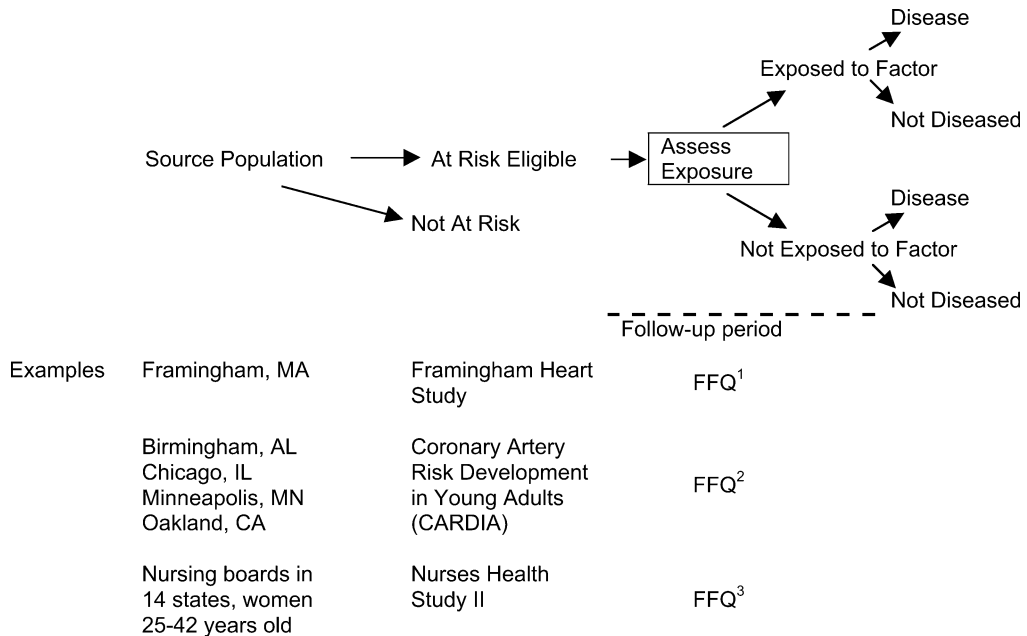 Disease
Exposed to Factor
Not Diseased
Source Population
At Risk Eligible
Assess
Exposure
Not At Risk
Disease
Not Exposed to Factor
Not Diseased
Follow-up period
Examples
Framingham, MA
Framingham Heart
Study
FFQ1
Birmingham, AL
Chicago, IL
Minneapolis, MN
Oakland, CA
Coronary Artery
Risk Development
in Young Adults
(CARDIA)
FFQ2
Nursing boards in
14 states, women
25-42 years old
Nurses Health
Study II
FFQ3